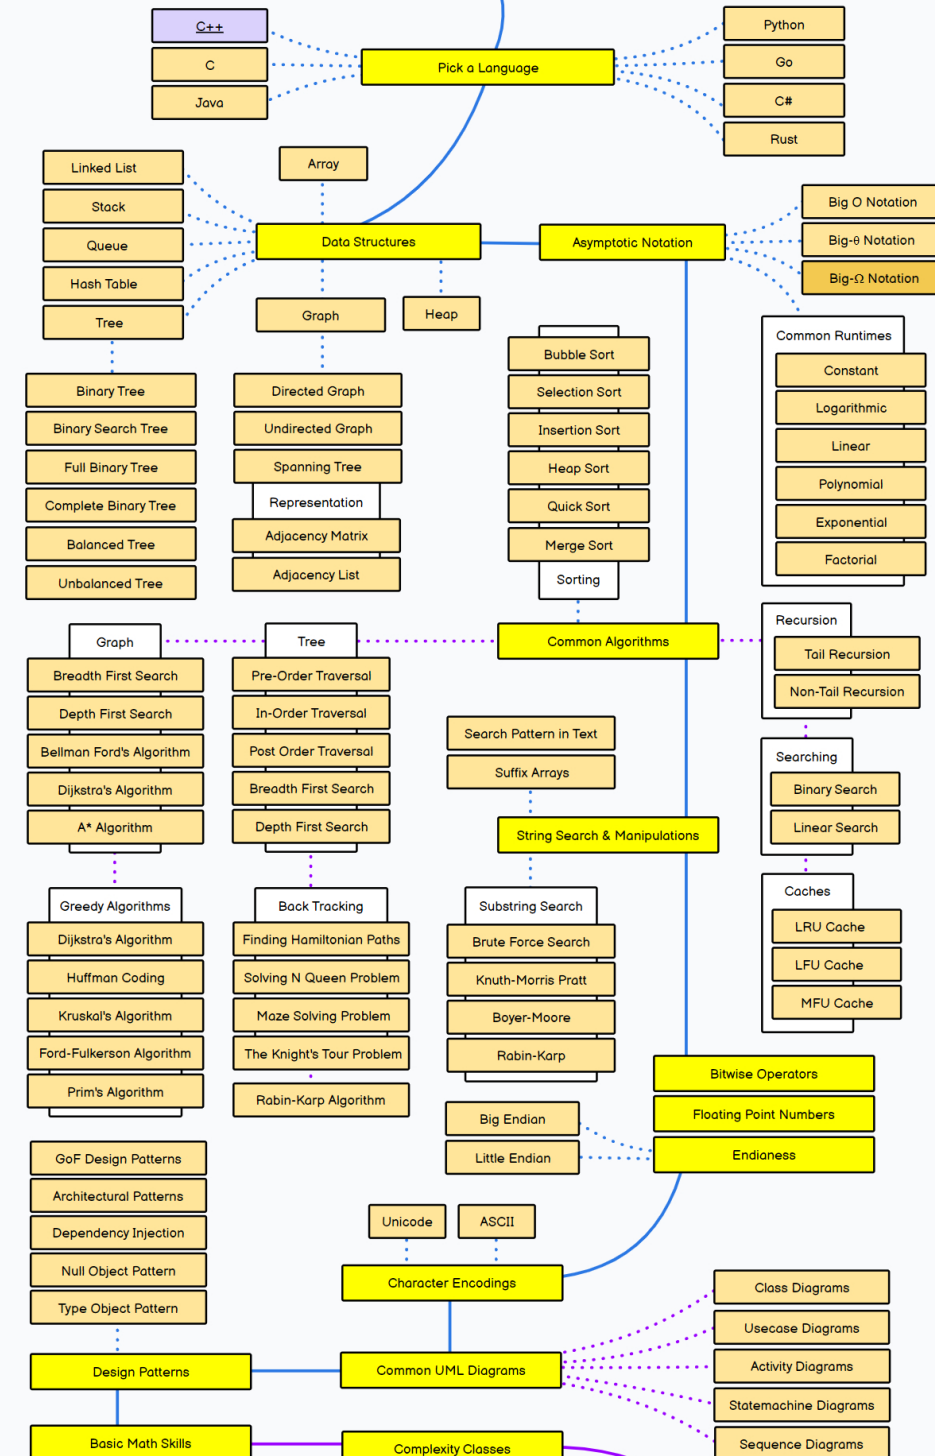 C++
C
Java
Pick a Language
Python
Go
C#
Rust
Linked List
Stack
Queue
Hash Table
Tree
Array
Data Structures
Graph
Heap
Asymptotic Notation
Big O Notation
Big-θ Notation
Big-Ω Notation
Common Runtimes
Constant
Logarithmic
Linear
Polynomial
Exponential
Factorial
Binary Tree
Binary Search Tree
Full Binary Tree
Complete Binary Tree
Balanced Tree
Unbalanced Tree
Directed Graph
Undirected Graph
Spanning Tree
Representation
Adjacency Matrix
Adjacency List
Bubble Sort
Selection Sort
Insertion Sort
Heap Sort
Quick Sort
Merge Sort
Sorting
Common Algorithms
Graph
Breadth First Search
Depth First Search
Bellman Ford's Algorithm
Dijkstra's Algorithm
A* Algorithm
Tree
Pre-Order Traversal
In-Order Traversal
Post Order Traversal
Breadth First Search
Depth First Search
Recursion
Tail Recursion
Non-Tail Recursion
Searching
Binary Search
Linear Search
Caches
LRU Cache
LFU Cache
MFU Cache
Search Pattern in Text
Suffix Arrays
String Search & Manipulations
Substring Search
Brute Force Search
Knuth-Morris Pratt
Boyer-Moore
Rabin-Karp
Greedy Algorithms
Dijkstra's Algorithm
Huffman Coding
Kruskal's Algorithm
Ford-Fulkerson Algorithm
Prim's Algorithm
Back Tracking
Finding Hamiltonian Paths
Solving N Queen Problem
Maze Solving Problem
The Knight's Tour Problem
Rabin-Karp Algorithm
Bitwise Operators
Floating Point Numbers
Endianess
Big Endian
Little Endian
Unicode
ASCII
Character Encodings
GoF Design Patterns
Architectural Patterns
Dependency Injection
Null Object Pattern
Type Object Pattern
Design Patterns
Common UML Diagrams
Class Diagrams
Usecase Diagrams
Activity Diagrams
Statemachine Diagrams
Sequence Diagrams
Basic Math Skills
Complexity Classes